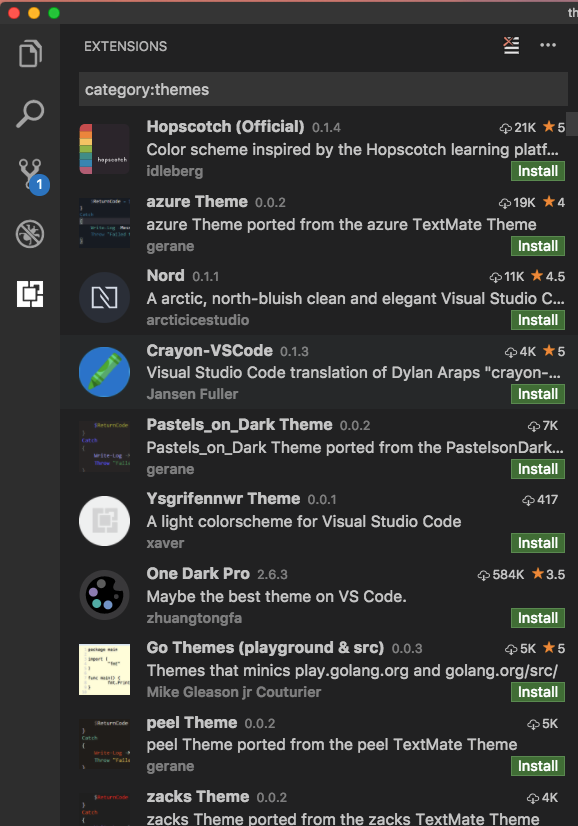 th
EXTENSIONS
category:themes
hopscotch
Hopscotch (Official) 0.1.4 21K 5
Color scheme inspired by the Hopscotch learning platf...
idleberg Install
azure Theme 0.0.2 19K 4
azure Theme ported from the azure TextMate Theme
gerane Install
1
Nord 0.1.1 11K 4.5
A arctic, north-bluish clean and elegant Visual Studio C...
arcticicestudio Install
Crayon-VSCode 0.1.3 4K 5
Visual Studio Code translation of Dylan Araps "crayon-...
Jansen Fuller Install
Pastels_on_Dark Theme 0.0.2 7K
Pastels_on_Dark Theme ported from the PastelsonDark...
gerane Install
Ysgrifennwr Theme 0.0.1 417
A light colorscheme for Visual Studio Code
xaver Install
One Dark Pro 2.6.3 584K 3.5
Maybe the best theme on VS Code.
zhuangtongfa Install
Go Themes (playground & src) 0.0.3 5K 5
Themes that minics play.golang.org and golang.org/src/
Mike Gleason jr Couturier Install
peel Theme 0.0.2 5K
peel Theme ported from the peel TextMate Theme
gerane Install
zacks Theme 0.0.2 4K
zacks Theme ported from the zacks TextMate Theme